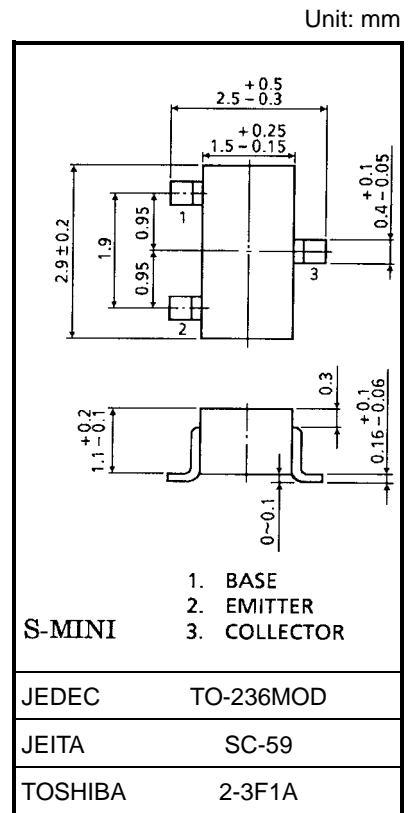 Unit: mm
+0.5
2.5 – 0.3
+0.25
1.5 – 0.15
2.9 ± 0.2
1.9
0.95
0.95
+0.1
0.4 – 0.05
1
2
3
+0.2
1.1 – 0.1
0.3
+0.1
0.16 – 0.06
0~0.1
1. BASE
2. EMITTER
S-MINI 3. COLLECTOR
JEDEC TO-236MOD
JEITA SC-59
TOSHIBA 2-3F1A